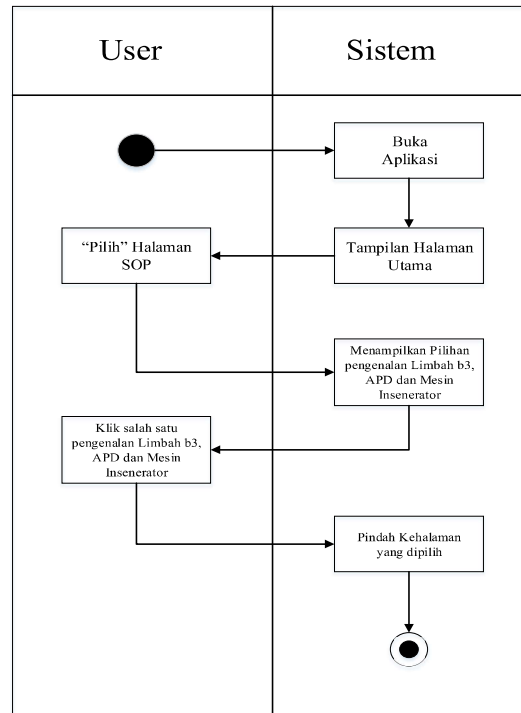 User
Sistem
Buka
Aplikasi
“Pilih” Halaman
SOP
Tampilan Halaman
Utama
Menampilkan Pilihan
pengenalan Limbah b3,
APD dan Mesin
Insenerator
Klik salah satu
pengenalan Limbah b3,
APD dan Mesin
Insenerator
Pindah Kehalaman
yang dipilih